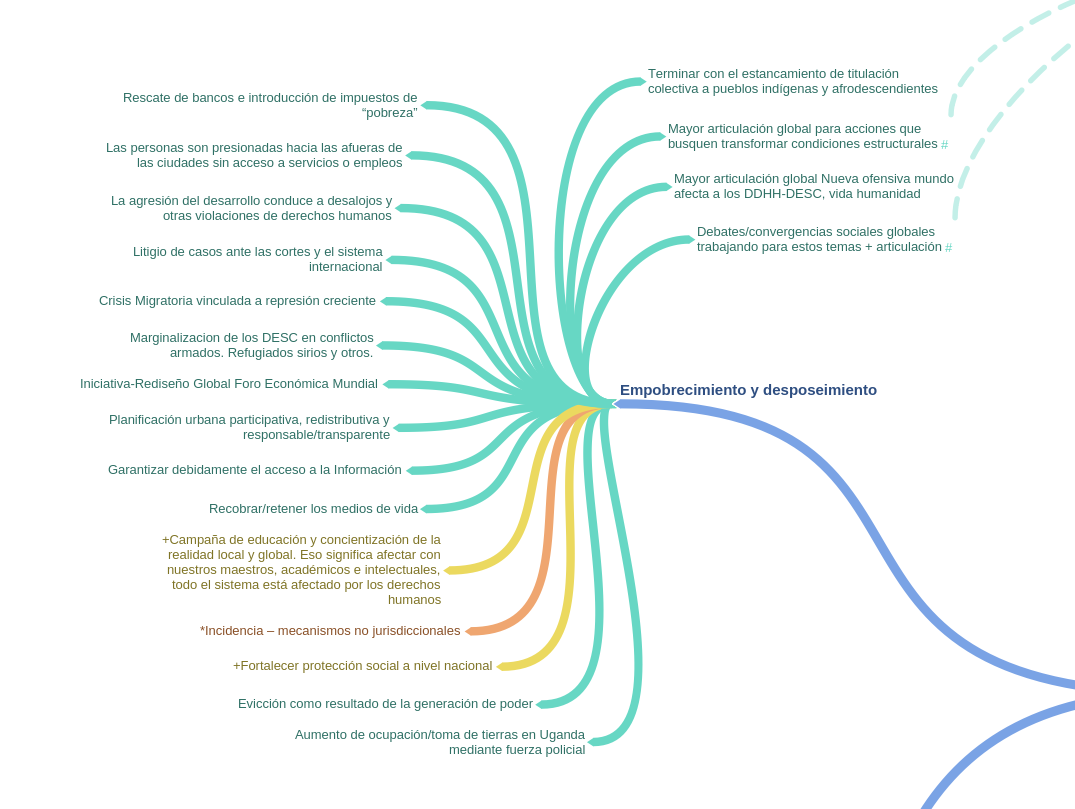 Rescate de bancos e introducción de impuestos de
“pobreza”
Las personas son presionadas hacia las afueras de
las ciudades sin acceso a servicios o empleos
La agresión del desarrollo conduce a desalojos y
otras violaciones de derechos humanos
Litigio de casos ante las cortes y el sistema
internacional
Crisis Migratoria vinculada a represión creciente
Marginalizacion de los DESC en conflictos
armados. Refugiados sirios y otros.
Iniciativa-Rediseño Global Foro Económico Mundial
Planificación urbana participativa, redistributiva y
responsable/transparente
Garantizar debidamente el acceso a la Información
Recobrar/retener los medios de vida
+Campaña de educación y concientización de la
realidad local y global. Eso significa afectar con
nuestros maestros, académicos e intelectuales,
todo el sistema está afectado por los derechos
humanos
*Incidencia – mecanismos no jurisdiccionales
+Fortalecer protección social a nivel nacional
Evicción como resultado de la generación de poder
Aumento de ocupación/toma de tierras en Uganda
mediante fuerza policial
Terminar con el estancamiento de titulación
colectiva a pueblos indígenas y afrodescendientes
Mayor articulación global para acciones que
busquen transformar condiciones estructurales #
Mayor articulación global Nueva ofensiva mundo
afecta a los DDHH-DESC, vida humanidad
Debates/convergencias sociales globales
trabajando para estos temas + articulación #
Empobrecimiento y desposeimiento